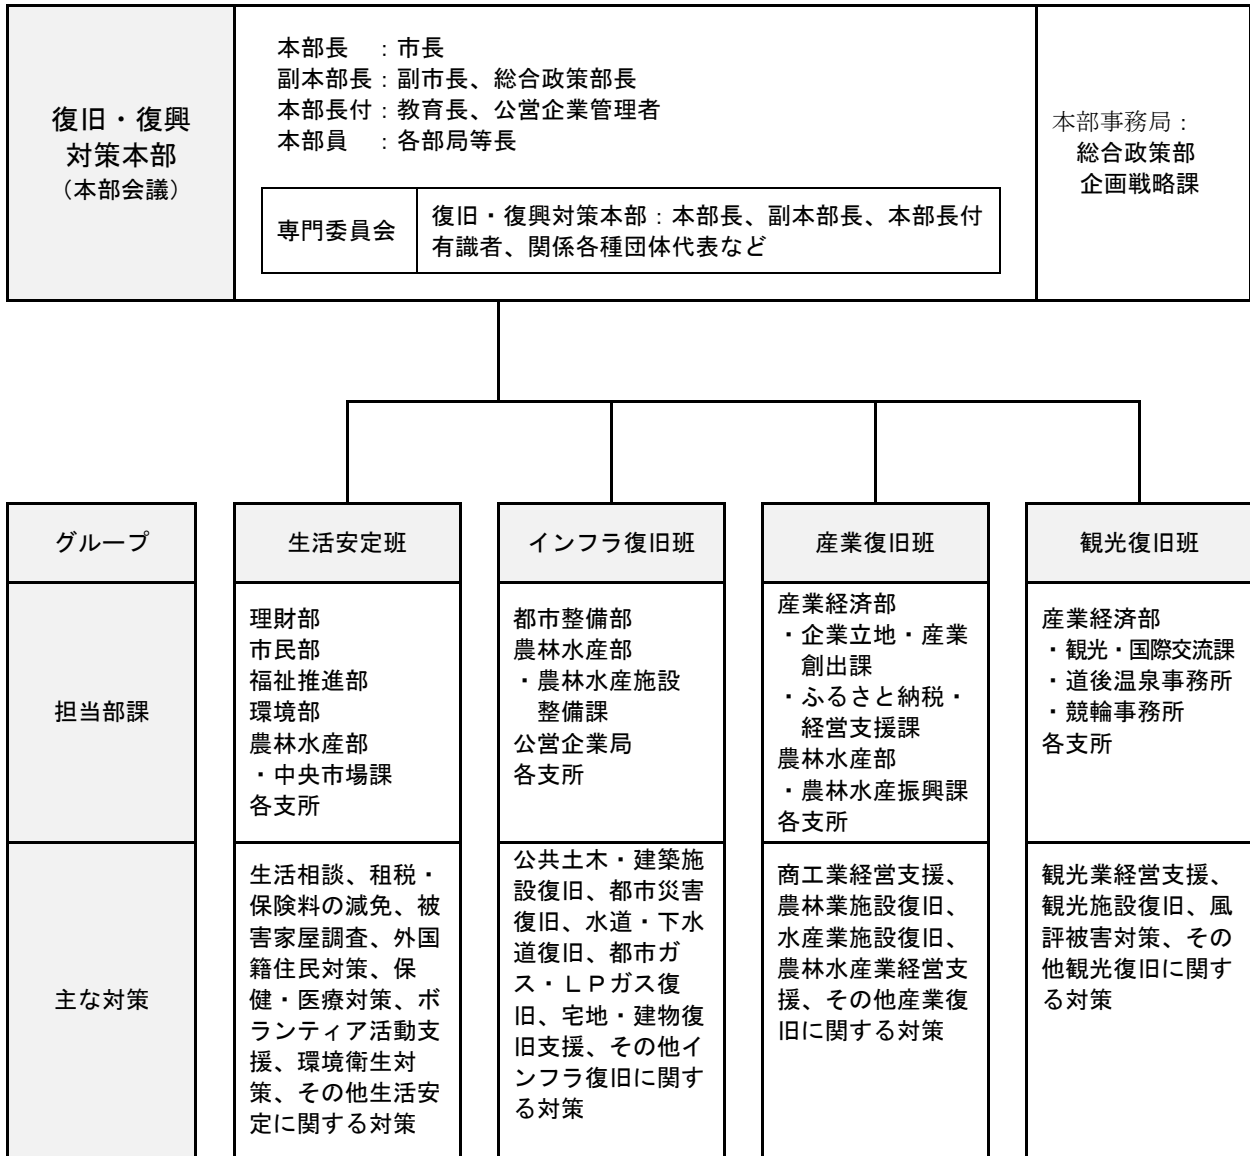 復旧・復興
対策本部
（本部会議）
本部長　：市長
副本部長：副市長、総合政策部長
本部長付：教育長、公営企業管理者
本部員　：各部局等長
専門委員会
復旧・復興対策本部：本部長、副本部長、本部長付
有識者、関係各種団体代表など
本部事務局：
総合政策部
企画戦略課
グループ
生活安定班
インフラ復旧班
産業復旧班
観光復旧班
担当部課
理財部
市民部
福祉推進部
環境部
農林水産部
・中央市場課
各支所
都市整備部
農林水産部
・農林水産施設
整備課
公営企業局
各支所
産業経済部
・企業立地・産業
創出課
・ふるさと納税・
経営支援課
農林水産部
・農林水産振興課
各支所
産業経済部
・観光・国際交流課
・道後温泉事務所
・競輪事務所
各支所
主な対策
生活相談、租税・
保険料の減免、被
害家屋調査、外国
籍住民対策、保
健・医療対策、ボ
ランティア活動支
援、環境衛生対
策、その他生活安
定に関する対策
公共土木・建築施
設復旧、都市災害
復旧、水道・下水
道復旧、都市ガ
ス・ＬＰガス復
旧、宅地・建物復
旧支援、その他イ
ンフラ復旧に関す
る対策
商工業経営支援、
農林業施設復旧、
水産業施設復旧、
農林水産業経営支
援、その他産業復
旧に関する対策
観光業経営支援、
観光施設復旧、風
評被害対策、その
他観光復旧に関す
る対策